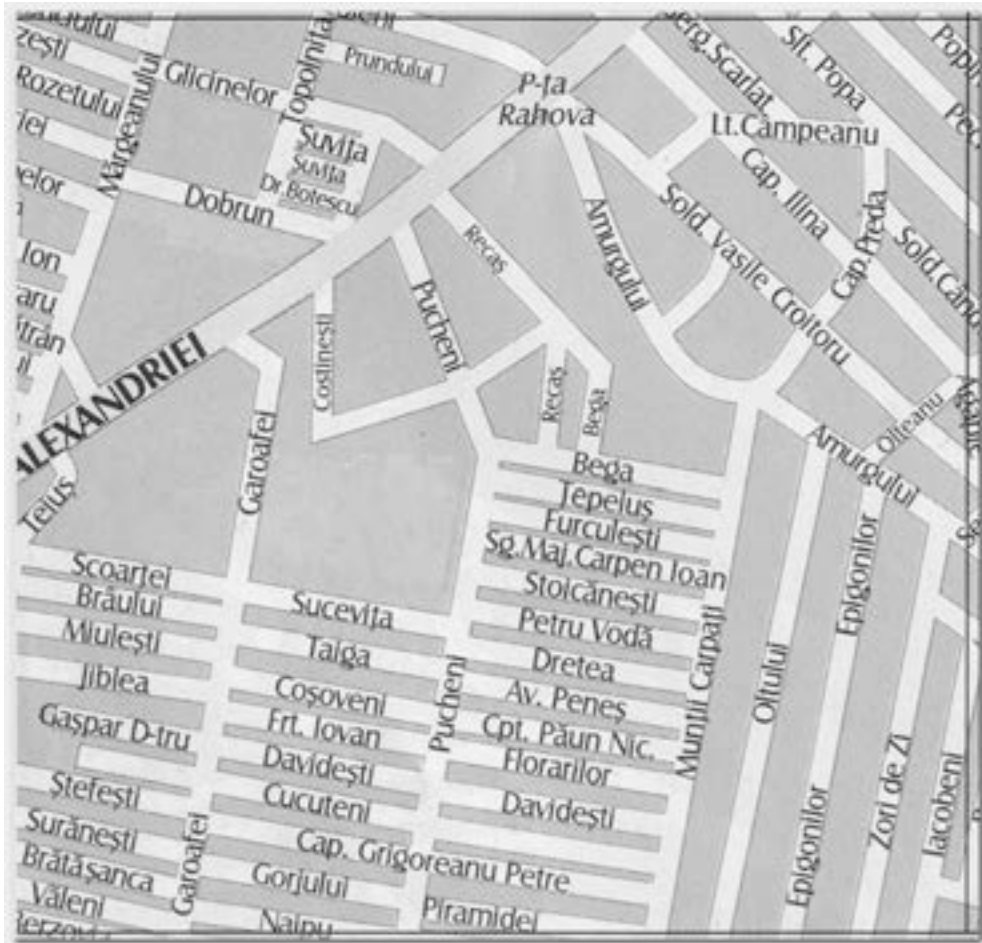 Rozetului
Mărgeanului
Glicinelor
Topolnița
Prundului
P-ța
Rahova
Serg.Scarlat
Slt. Popa
Lt.Câmpeanu
Suvița
Suvița
Dr.Botescu
Dobrun
Recaș
Amurgului
Sold. Vasile Croitoru
Cap. Ilina
Cap.Preda
Ion
ALEXANDRIEI
Costinești
Pucheni
Recaș
Bega
Olteanu
Amurgului
Garoafei
Teiuș
Bega
Țepeluș
Furculești
Sg.Maj.Carpen Ioan
Stoicănești
Petru Vodă
Dretea
Av. Peneș
Cpt. Păun Nic.
Florarilor
Davidești
Scoarței
Brâului
Miulești
Jiblea
Gașpar D-tru
Ștefești
Surănești
Brătășanca
Văleni
Sucevița
Taiga
Coșoveni
Frt. Iovan
Davidești
Cucuteni
Cap. Grigoreanu Petre
Gorjului
Naipu
Piramidei
Pucheni
Garoafei
Munții Carpați
Oltului
Epigonilor
Epigonilor
Zori de Zi
Iacobeni